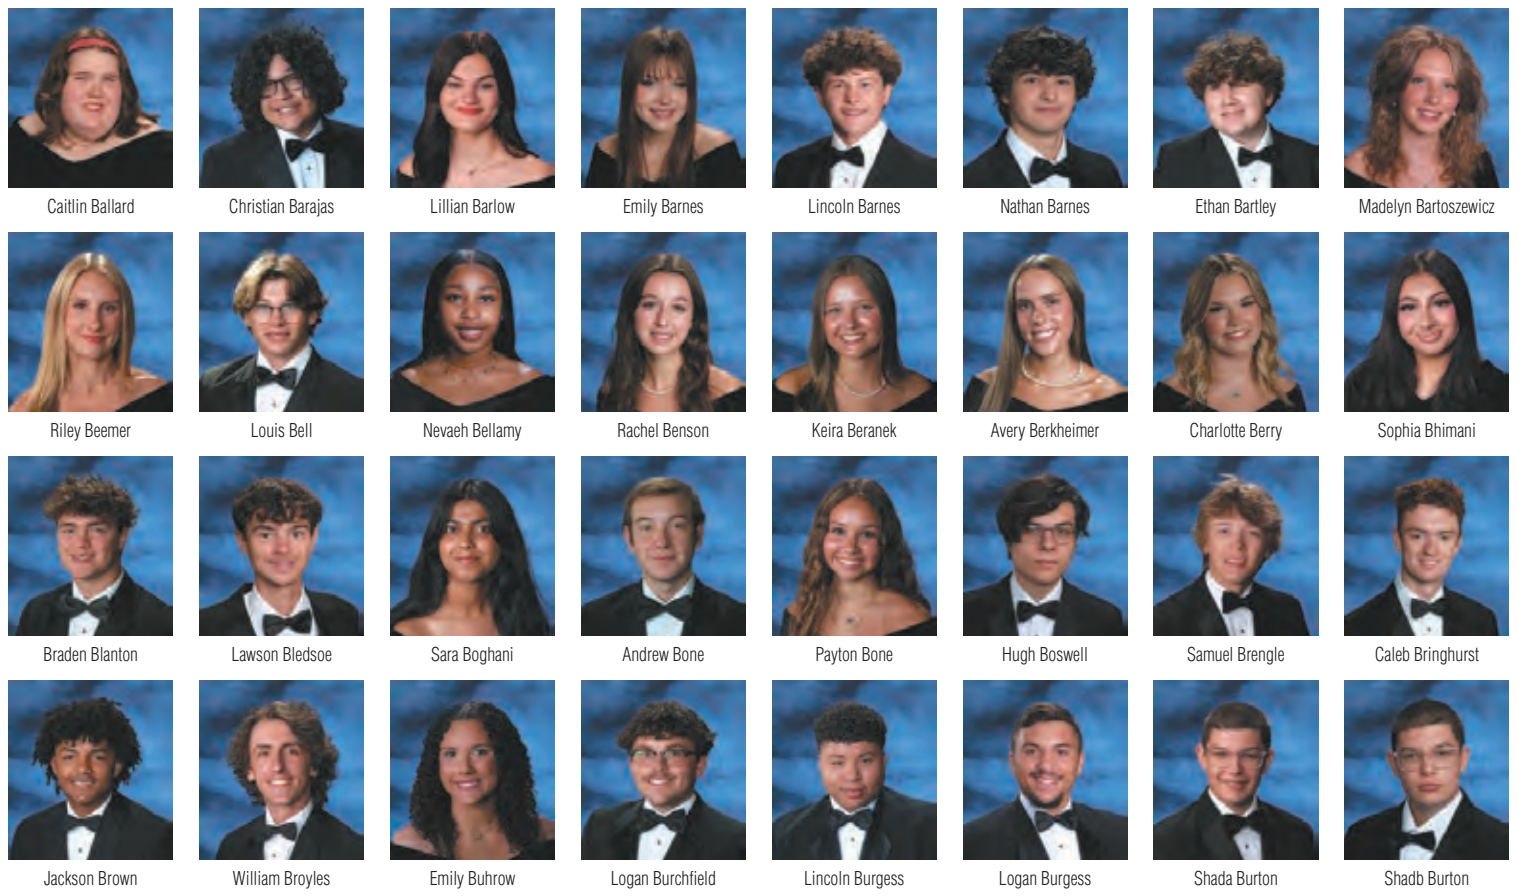 Caitlin Ballard
Christian Barajas
Lillian Barlow
Emily Barnes
Lincoln Barnes
Nathan Barnes
Ethan Bartley
Madelyn Bartoszewicz
Riley Beemer
Louis Bell
Nevaeh Bellamy
Rachel Benson
Keira Beranek
Avery Berkheimer
Charlotte Berry
Sophia Bhimani
Braden Blanton
Lawson Bledsoe
Sara Boghani
Andrew Bone
Payton Bone
Hugh Boswell
Samuel Brengle
Caleb Bringhurst
Jackson Brown
William Broyles
Emily Buhrow
Logan Burchfield
Lincoln Burgess
Logan Burgess
Shada Burton
Shadb Burton